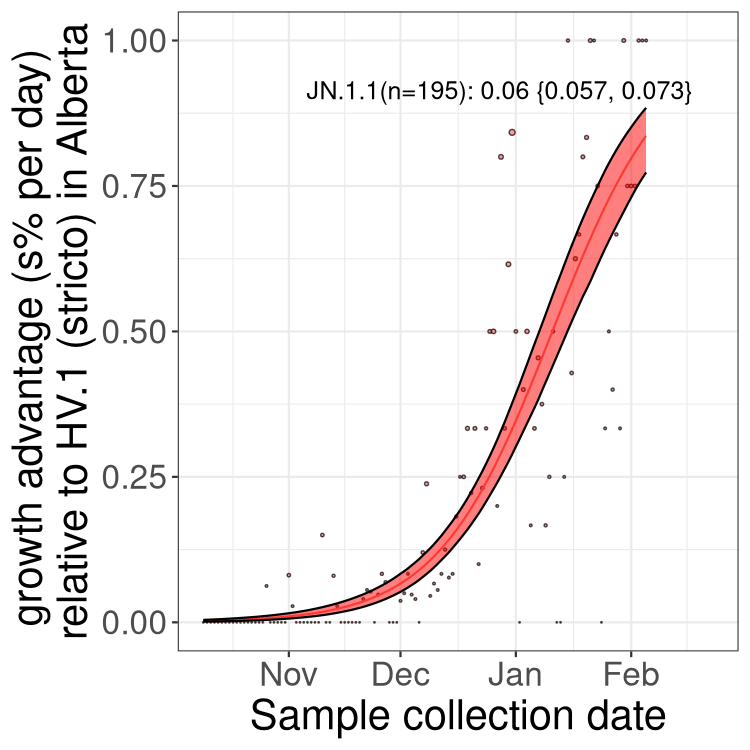 growth advantage (s% per day)
relative to HV.1 (stricto) in Alberta
1.00
JN.1.1(n=195): 0.06 {0.057, 0.073}
0.75
0.50
0.25
0.00
Nov Dec Jan Feb
Sample collection date